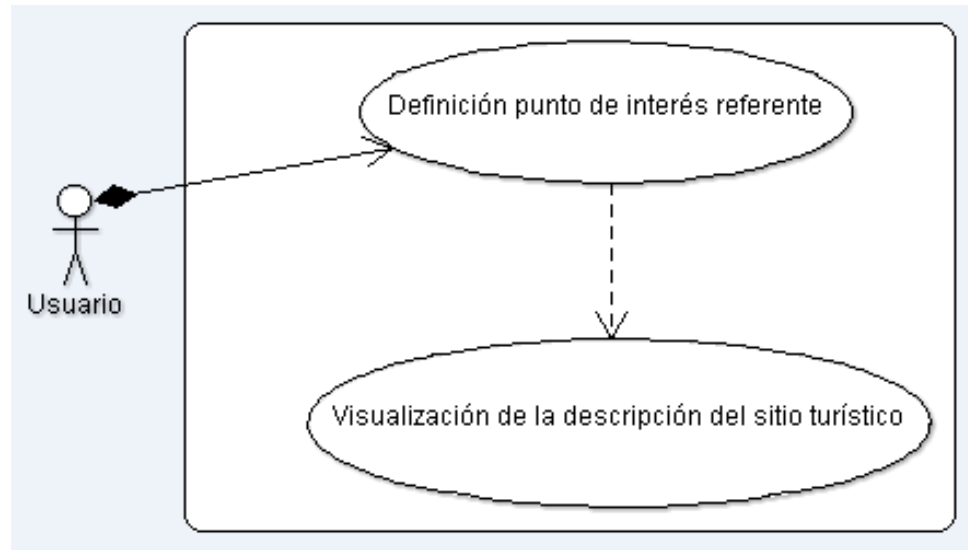 Definición punto de interés referente
Usuario
Visualización de la descripción del sitio turístico